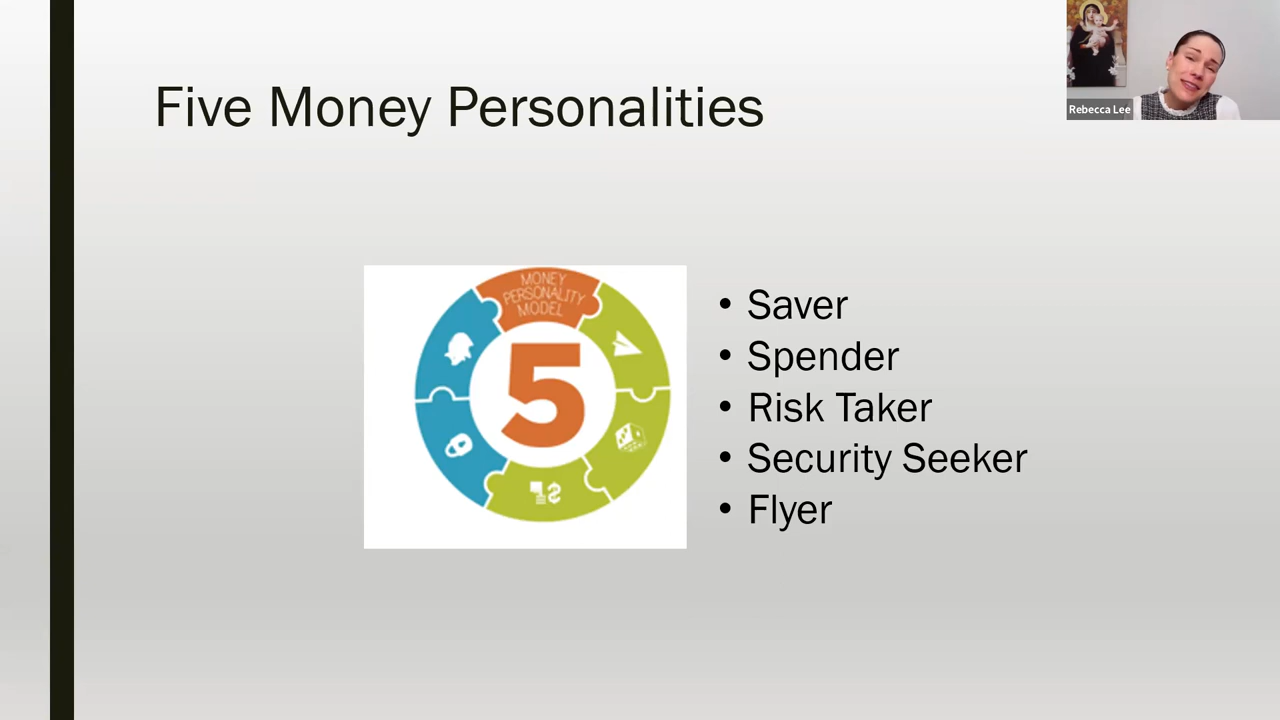 Five Money Personalities
Rebecca Lee
MONEY
PERSONALITY
MODEL
5
• Saver
• Spender
• Risk Taker
• Security Seeker
• Flyer